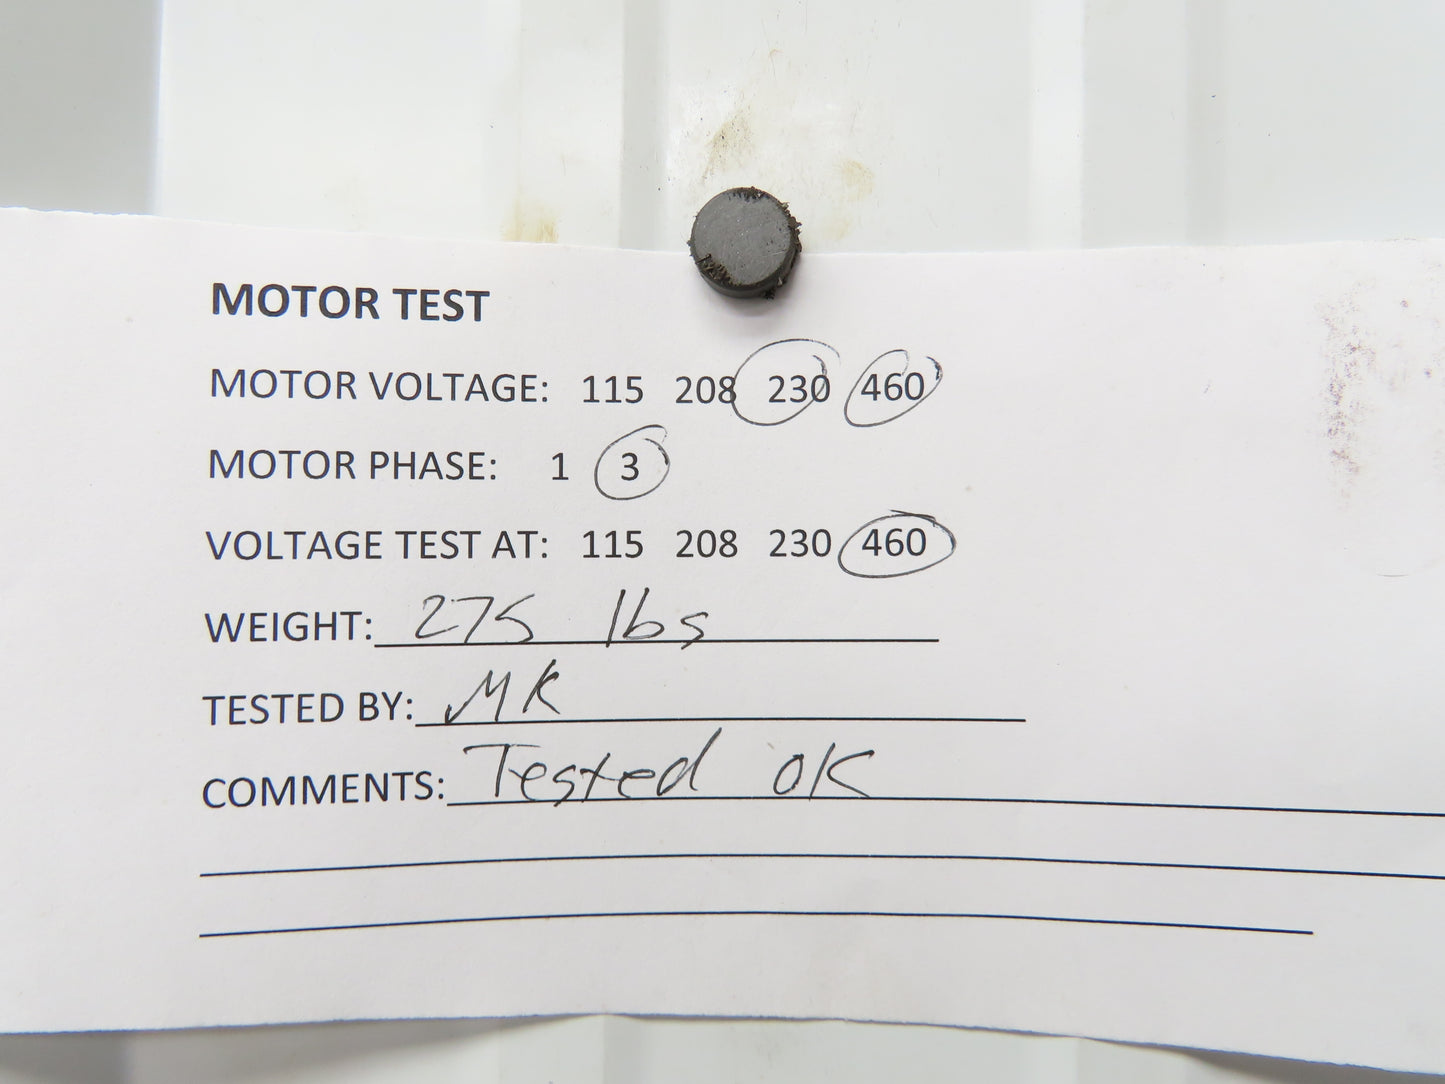 MOTOR TEST
MOTOR VOLTAGE: 115 208 230 460
MOTOR PHASE: 1 3
VOLTAGE TEST AT: 115 208 230 460
WEIGHT: 275 lbs
TESTED BY: MK
COMMENTS: Tested OK